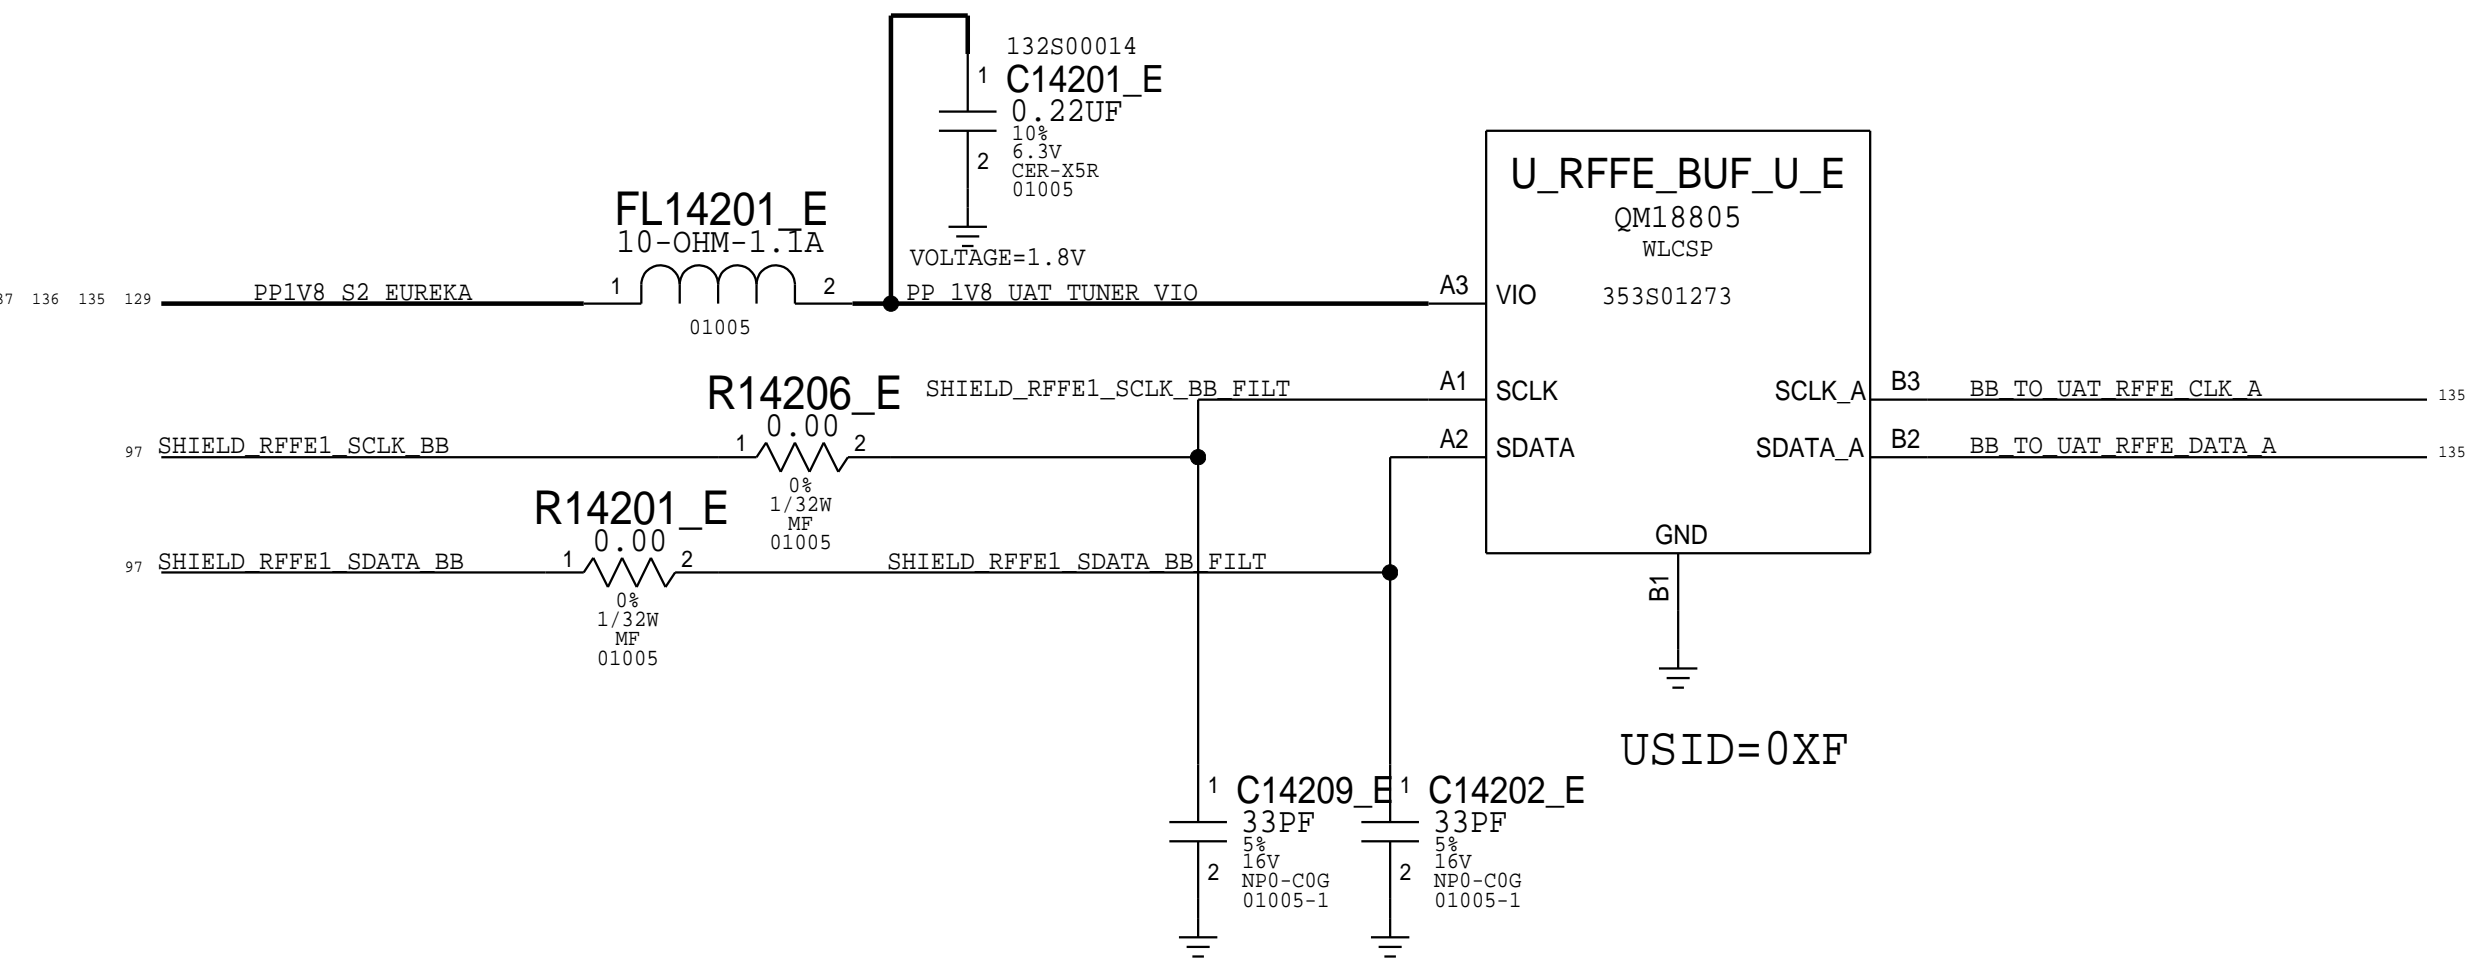 132S00014
1
C14201_E
0.22UF
10%
6.3V
2
CER-X5R
01005
VOLTAGE=1.8V
FL14201_E
10-OHM-1.1A
136 135 129
PP1V8_S2_EUREKA
1
2
01005
PP_1V8_UAT_TUNER_VIO
A3
VIO
U_RFFE_BUF_U_E
QM18805
WLCSP
353S01273
R14206_E
0.00
SHIELD_RFFE1_SCLK_BB_FILT
A1
SCLK
SCLK_A
B3
BB_TO_UAT_RFFE_CLK_A
135
97
SHIELD_RFFE1_SCLK_BB
1
2
0%
1/32W
MF
01005
A2
SDATA
SDATA_A
B2
BB_TO_UAT_RFFE_DATA_A
135
R14201_E
0.00
97
SHIELD_RFFE1_SDATA_BB
1
2
0%
1/32W
MF
01005
SHIELD_RFFE1_SDATA_BB_FILT
GND
B1
USID=0XF
1
C14209_E
33PF
5%
16V
2
NP0-C0G
01005-1
1
C14202_E
33PF
5%
16V
2
NP0-C0G
01005-1